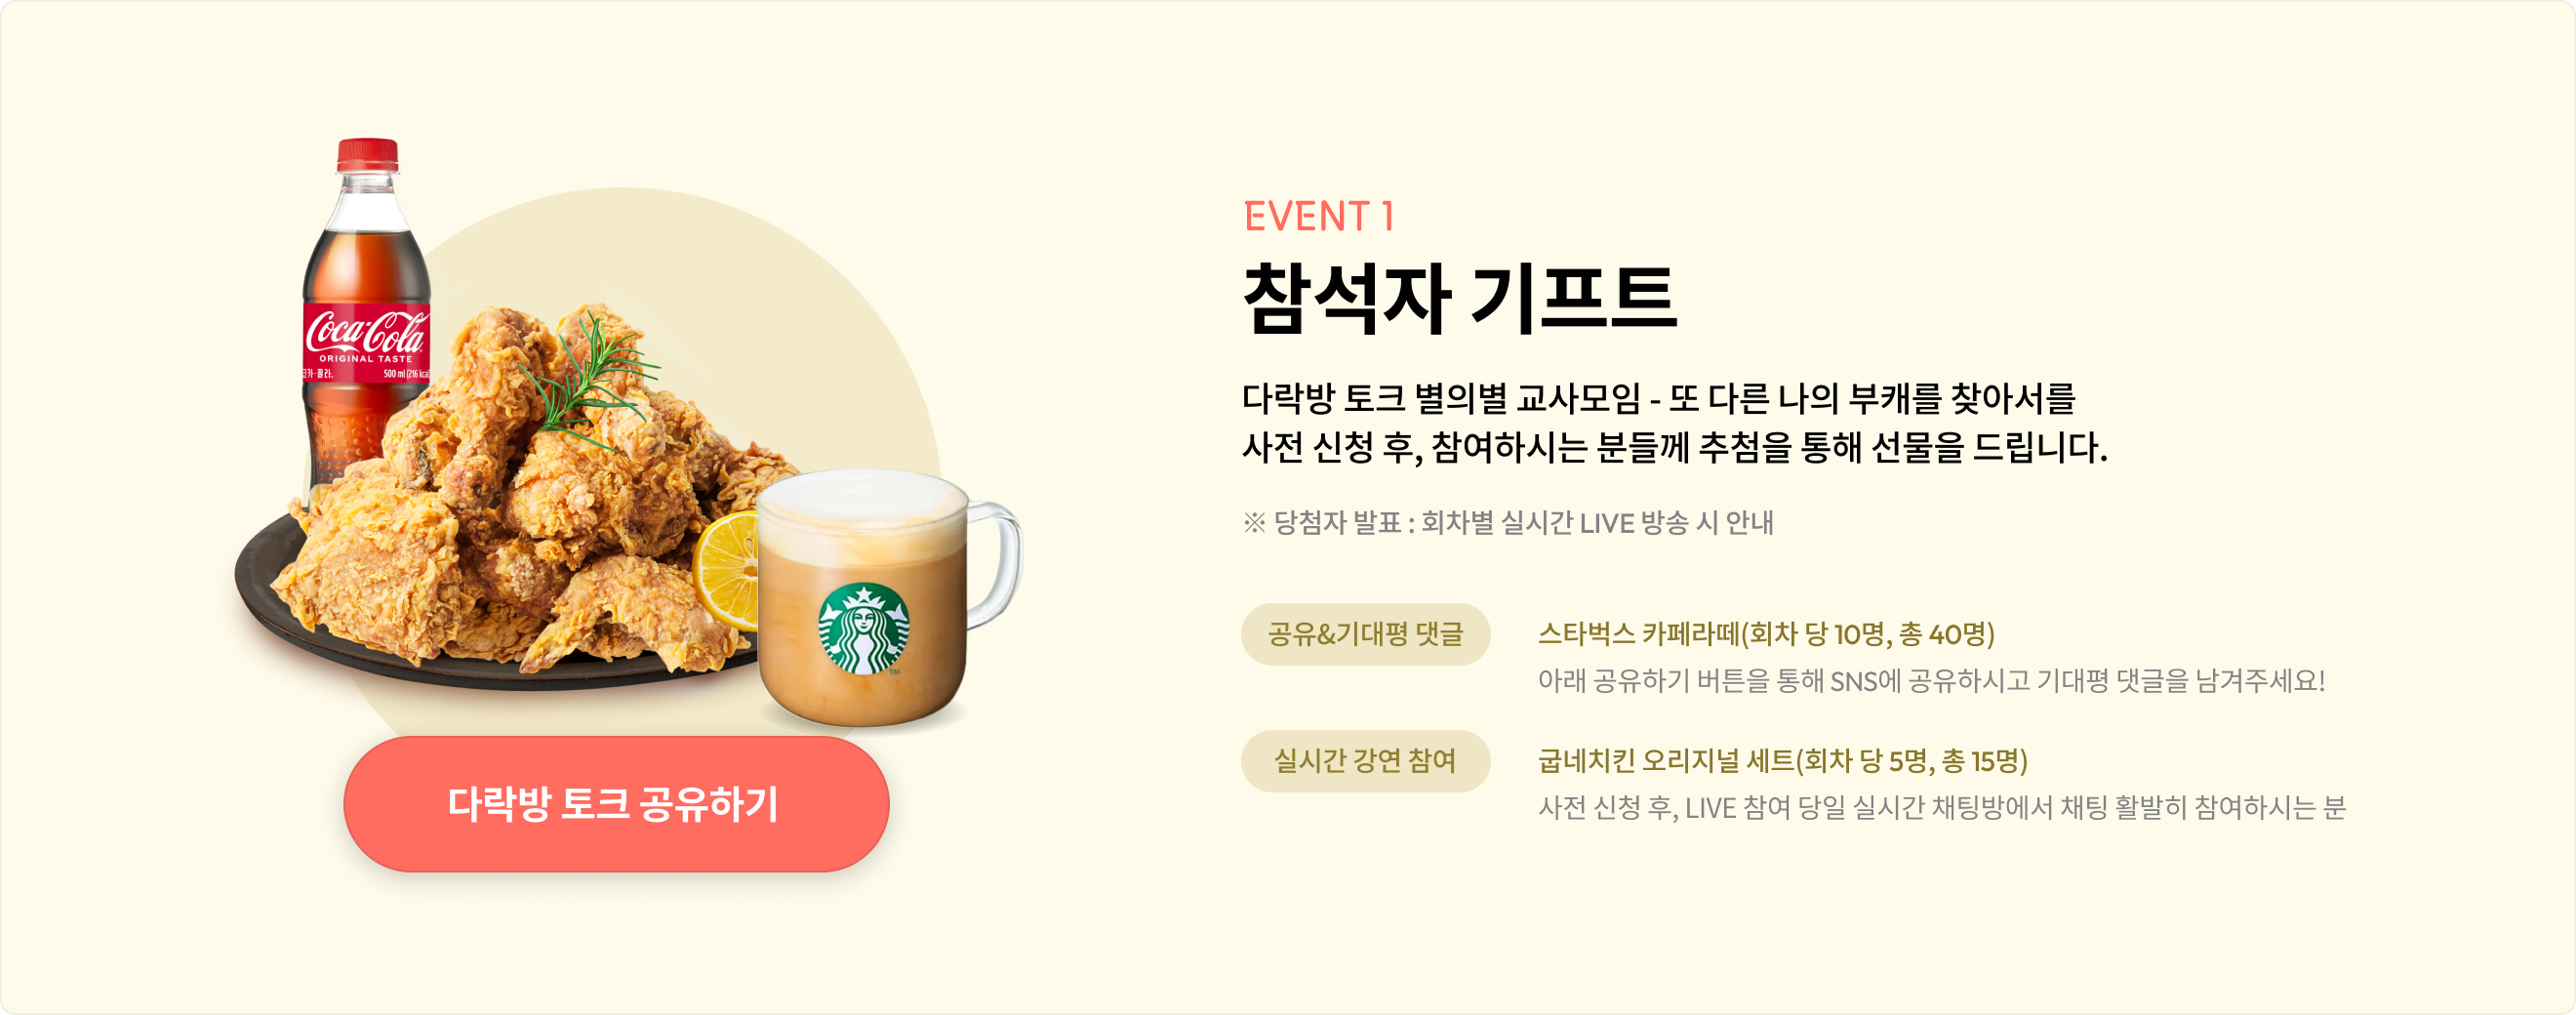 Coca-Cola
ORIGINAL TASTE
500 ml (216 kcal
EVENT 1
참석자 기프트
다락방 토크 별의별 교사모임 - 또 다른 나의 부캐를 찾아서를
사전 신청 후, 참여하시는 분들께 추첨을 통해 선물을 드립니다.
※ 당첨자 발표 : 회차별 실시간 LIVE 방송 시 안내
공유&기대평 댓글
스타벅스 카페라떼(회차 당 10명, 총 40명)
아래 공유하기 버튼을 통해 SNS에 공유하시고 기대평 댓글을 남겨주세요!
실시간 강연 참여
굽네치킨 오리지널 세트(회차 당 5명, 총 15명)
사전 신청 후, LIVE 참여 당일 실시간 채팅방에서 채팅 활발히 참여하시는 분
TM
다락방 토크 공유하기